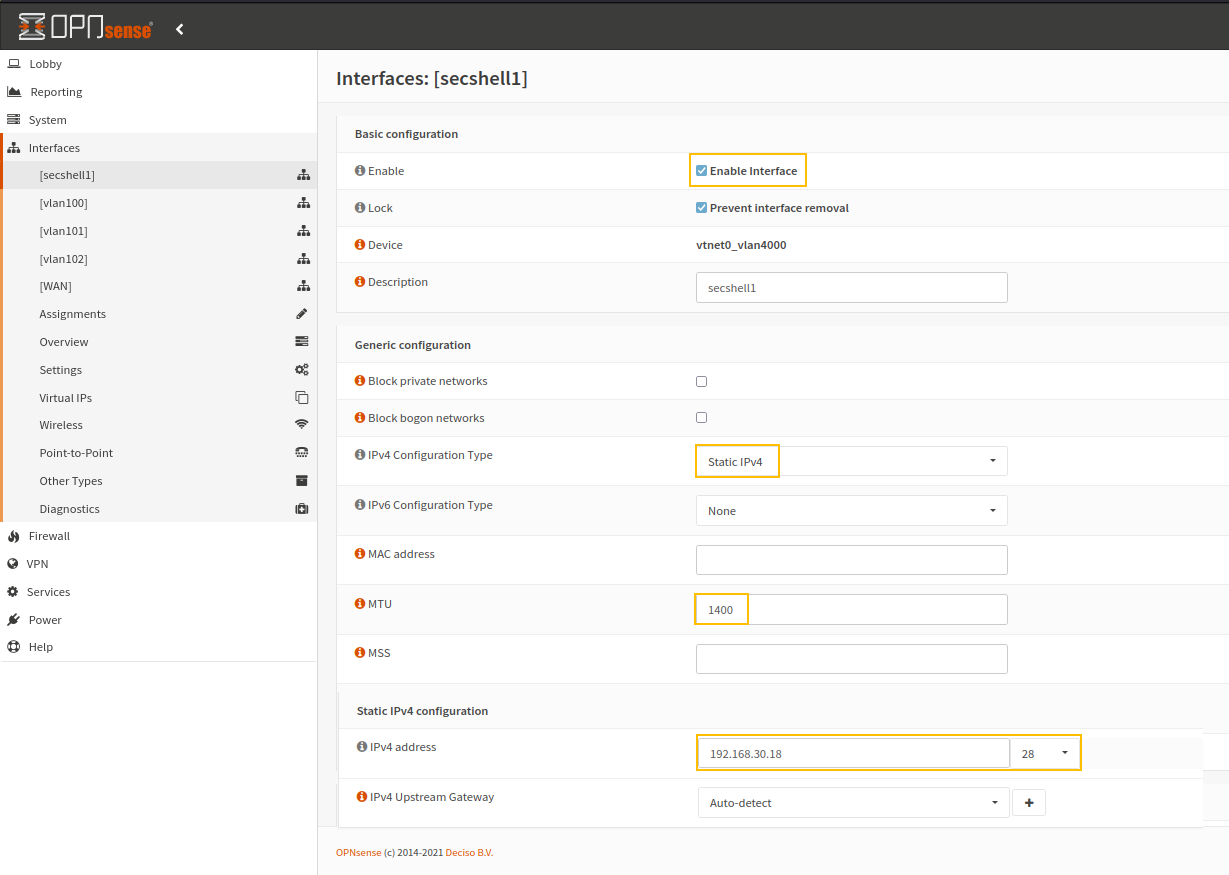 OPNsense
Lobby
Reporting
System
Interfaces
[secshell1]
[vlan100]
[vlan101]
[vlan102]
[WAN]
Assignments
Overview
Settings
Virtual IPs
Wireless
Point-to-Point
Other Types
Diagnostics
Firewall
VPN
Services
Power
Help
Interfaces: [secshell1]
Basic configuration
Enable Enable Interface
Lock Prevent interface removal
Device vtnet0_vlan4000
Description secshell1
Generic configuration
Block private networks
Block bogon networks
IPv4 Configuration Type Static IPv4
IPv6 Configuration Type None
MAC address
MTU 1400
MSS
Static IPv4 configuration
IPv4 address 192.168.30.18 28
IPv4 Upstream Gateway Auto-detect
OPNsense (c) 2014-2021 Deciso B.V.